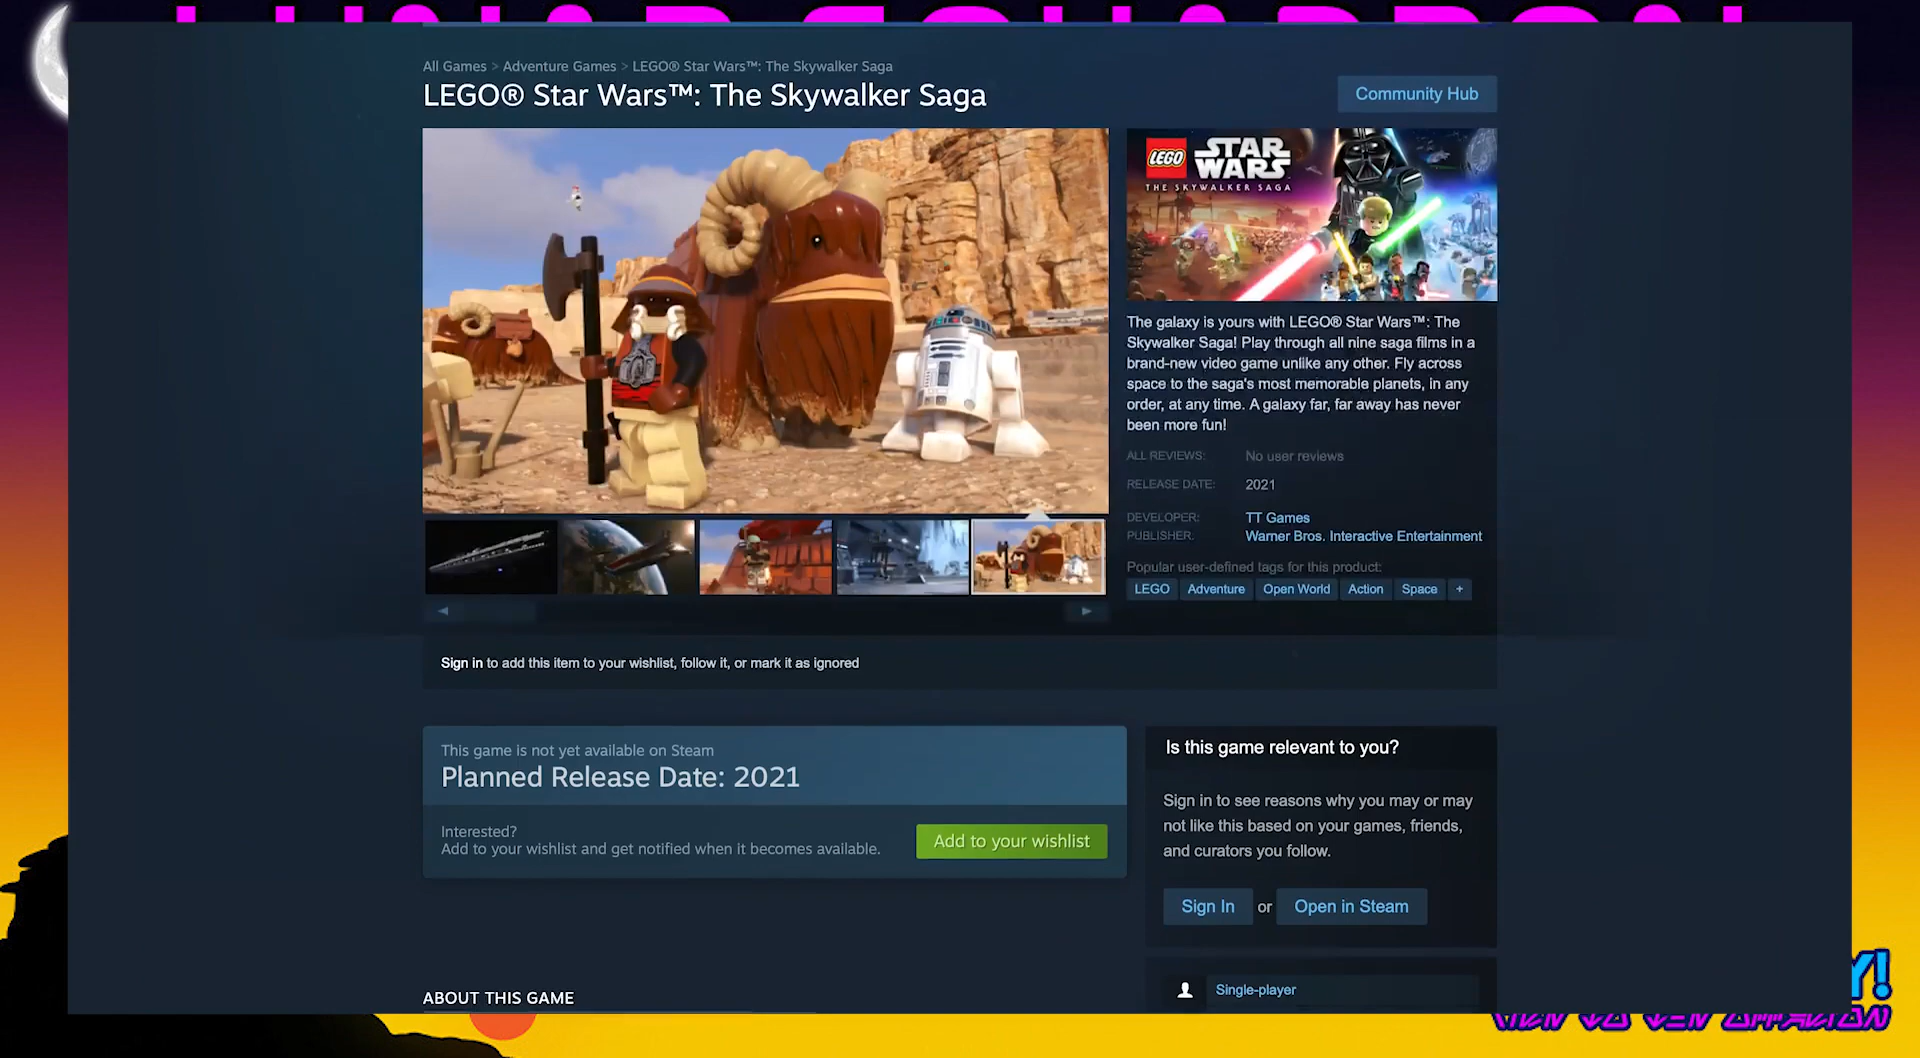 All Games > Adventure Games > LEGO® Star Wars™: The Skywalker Saga
LEGO® Star Wars™: The Skywalker Saga
Community Hub
LEGO STAR WARS
THE SKYWALKER SAGA
The galaxy is yours with LEGO® Star Wars™: The
Skywalker Saga! Play through all nine saga films in a
brand-new video game unlike any other. Fly across
space to the saga's most memorable planets, in any
order, at any time. A galaxy far, far away has never
been more fun!
ALL REVIEWS: No user reviews
RELEASE DATE: 2021
DEVELOPER: TT Games
PUBLISHER: Warner Bros. Interactive Entertainment
Popular user-defined tags for this product:
LEGO Adventure Open World Action Space +
Sign in to add this item to your wishlist, follow it, or mark it as ignored
This game is not yet available on Steam
Planned Release Date: 2021
Interested?
Add to your wishlist and get notified when it becomes available.
Add to your wishlist
Is this game relevant to you?
Sign in to see reasons why you may or may
not like this based on your games, friends,
and curators you follow.
Sign In or Open in Steam
ABOUT THIS GAME
Single-player
Y!